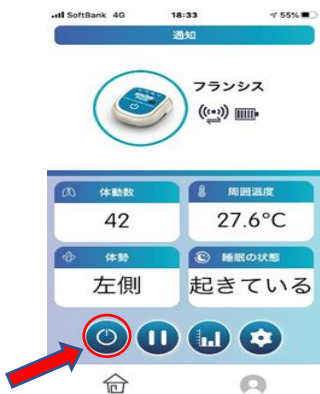 SoftBank 4G 18:33 55%
通知
フランシス
体動数
周囲温度
42
27.6°C
体勢
睡眠の状態
左側
起きている